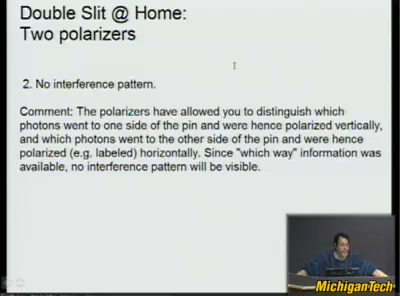 Double Slit @ Home:
Two polarizers
2. No interference pattern.
Comment: The polarizers have allowed you to distinguish which
photons went to one side of the pin and were hence polarized vertically,
and which photons went to the other side of the pin and were hence
polarized (e.g. labeled) horizontally. Since "which way" information was
available, no interference pattern will be visible.
MichiganTech